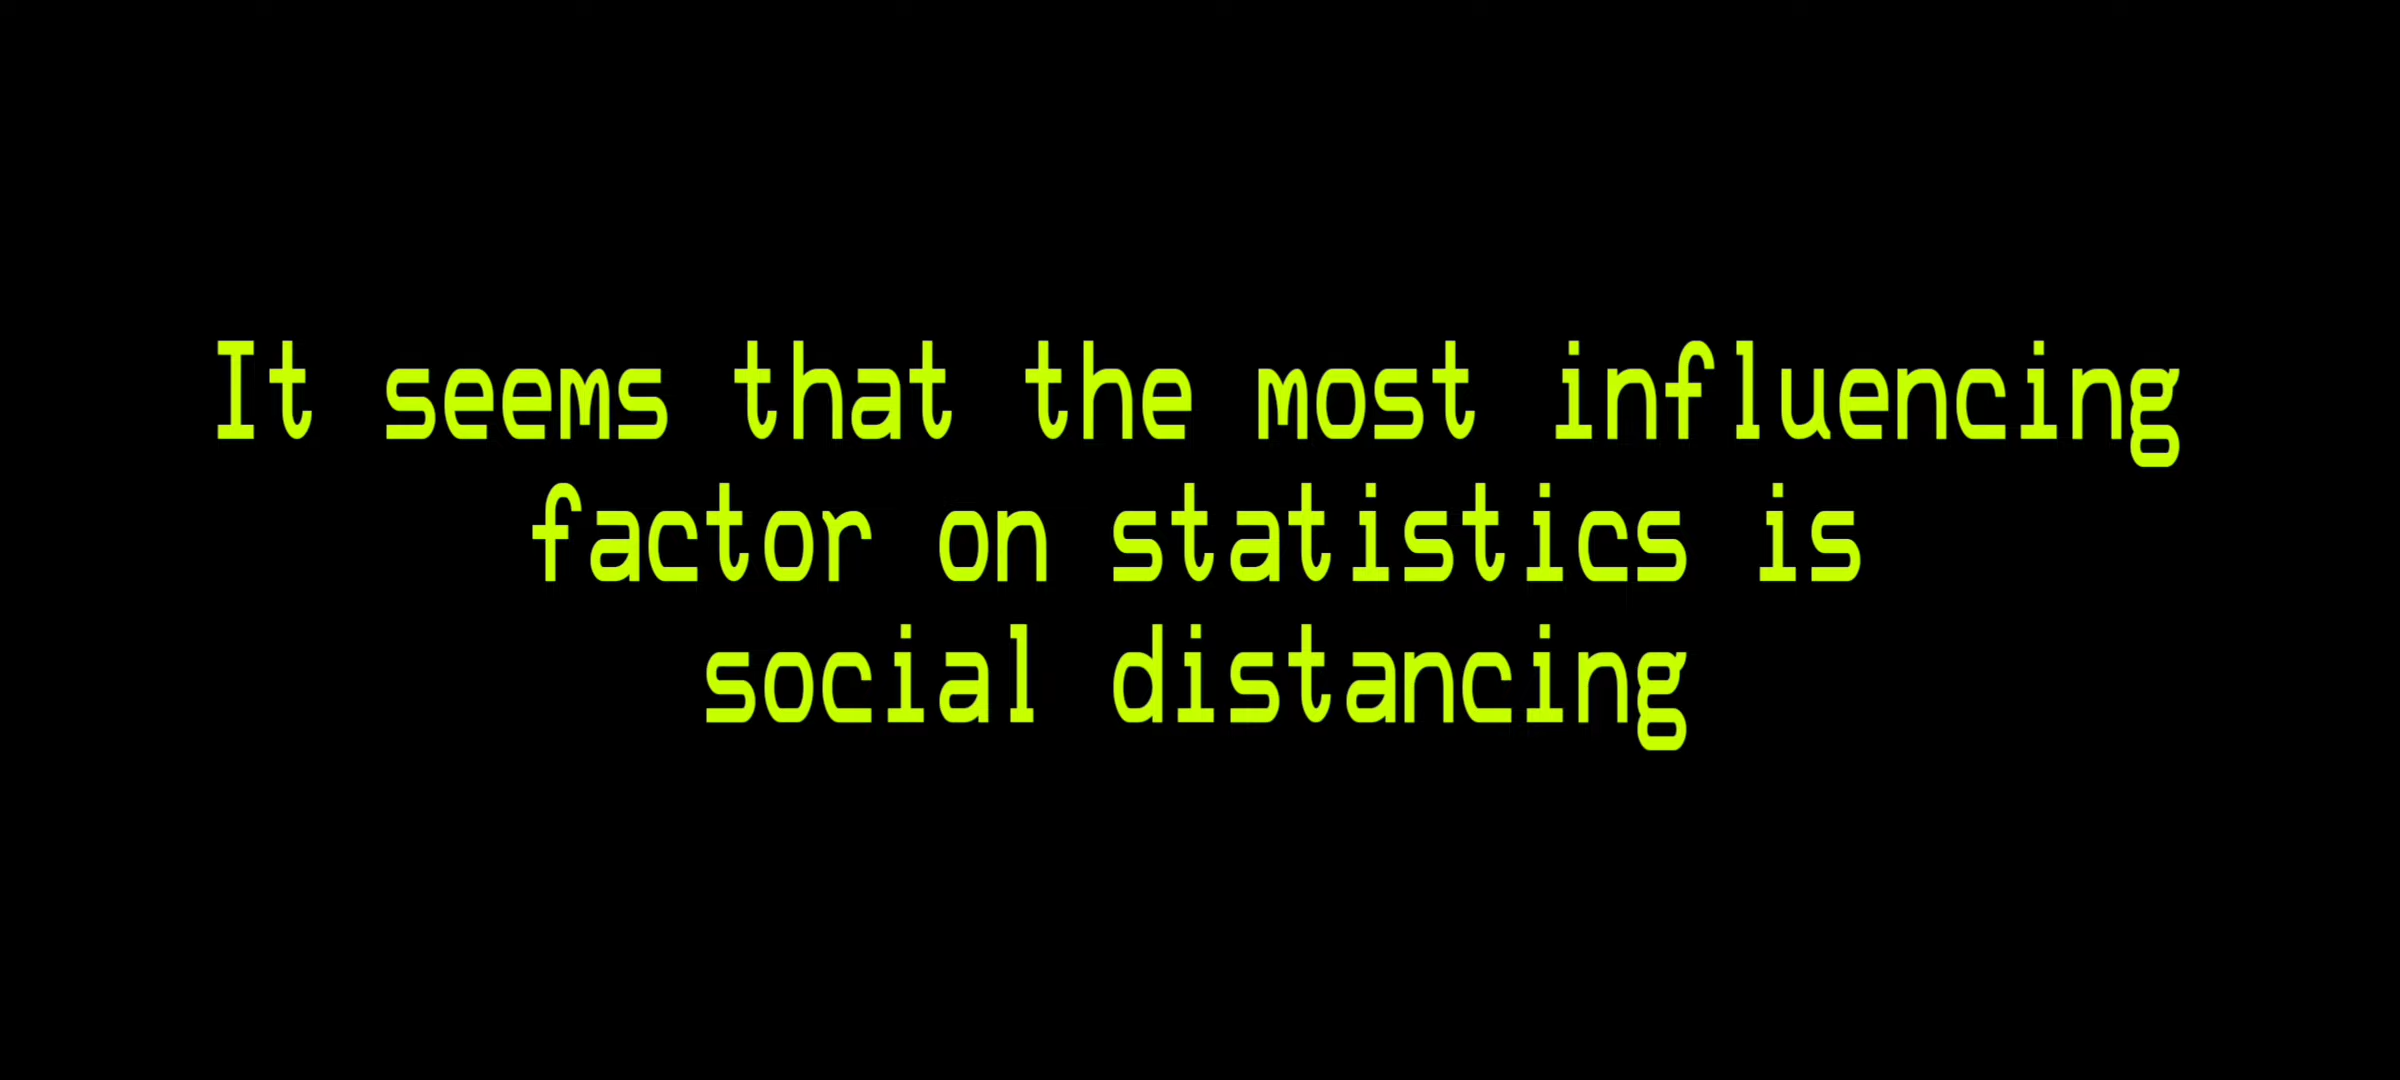 It seems that the most influencing
factor on statistics is
social distancing